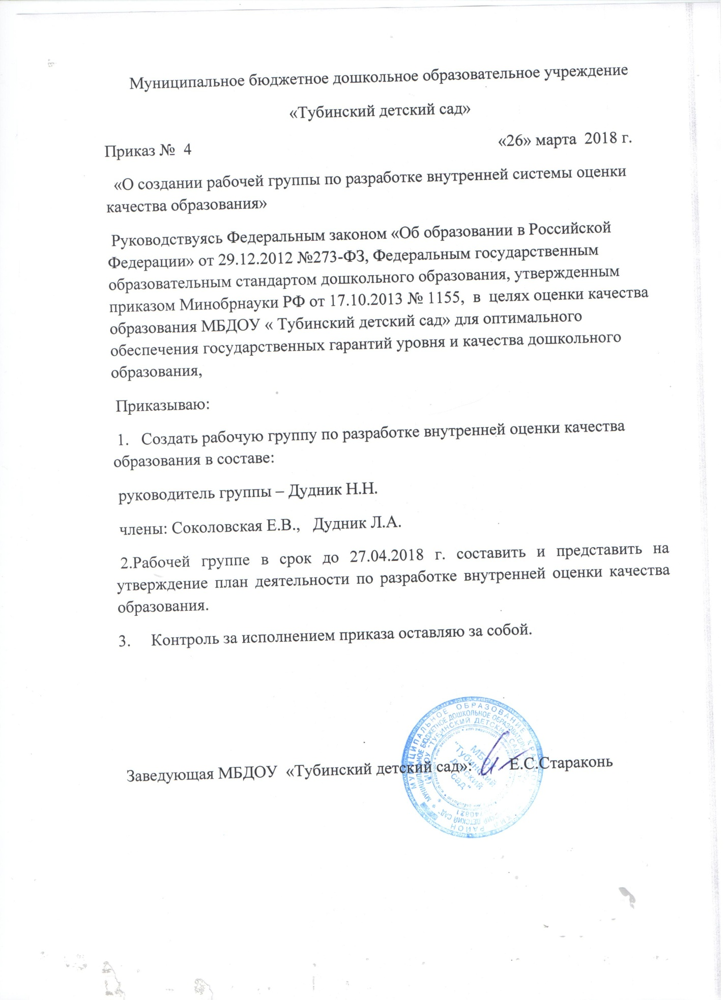 Муниципальное бюджетное дошкольное образовательное учреждение
«Тубинский детский сад»
Приказ №  4 «26» марта  2018 г.
«О создании рабочей группы по разработке внутренней системы оценки
качества образования»
Руководствуясь Федеральным законом «Об образовании в Российской
Федерации» от 29.12.2012 №273-ФЗ, Федеральным государственным
образовательным стандартом дошкольного образования, утвержденным
приказом Минобрнауки РФ от 17.10.2013 № 1155,  в  целях оценки качества
образования МБДОУ « Тубинский детский сад» для оптимального
обеспечения государственных гарантий уровня и качества дошкольного
образования,
Приказываю:
1.   Создать рабочую группу по разработке внутренней оценки качества
образования в составе:
руководитель группы – Дудник Н.Н.
члены: Соколовская Е.В.,   Дудник Л.А.
2.Рабочей группе в срок до 27.04.2018 г. составить и представить на
утверждение план деятельности по разработке внутренней оценки качества
образования.
3.     Контроль за исполнением приказа оставляю за собой.
Заведующая МБДОУ  «Тубинский детский сад»: Е.С.Стараконь
МУНИЦИПАЛЬНОЕ ОБРАЗОВАНИЕ
РАЙОН
МУНИЦИПАЛЬНОЕ БЮДЖЕТНОЕ ДОШКОЛЬНОЕ
(МБДОУ "ТУБИНСКИЙ ДЕТСКИЙ САД"
МБДОУ
"Тубинский
детский
сад"